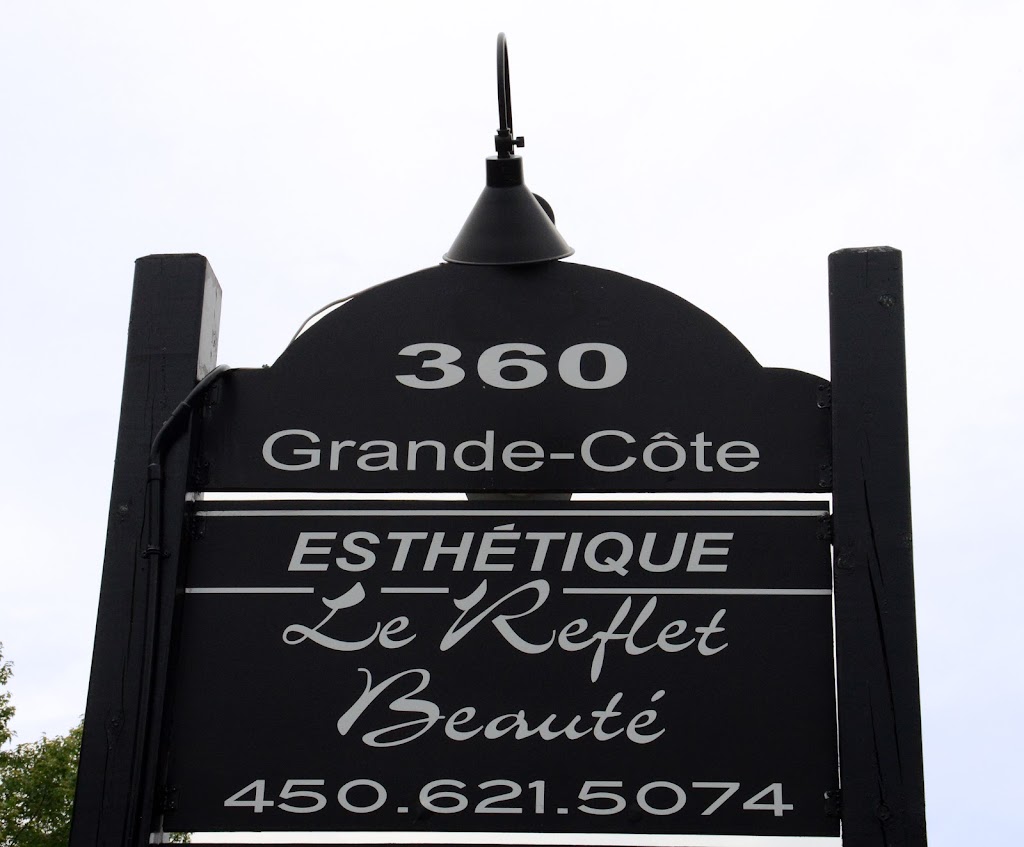 360
Grande-Côte
ESTHÉTIQUE
Le Reflet
Beauté
450.621.5074